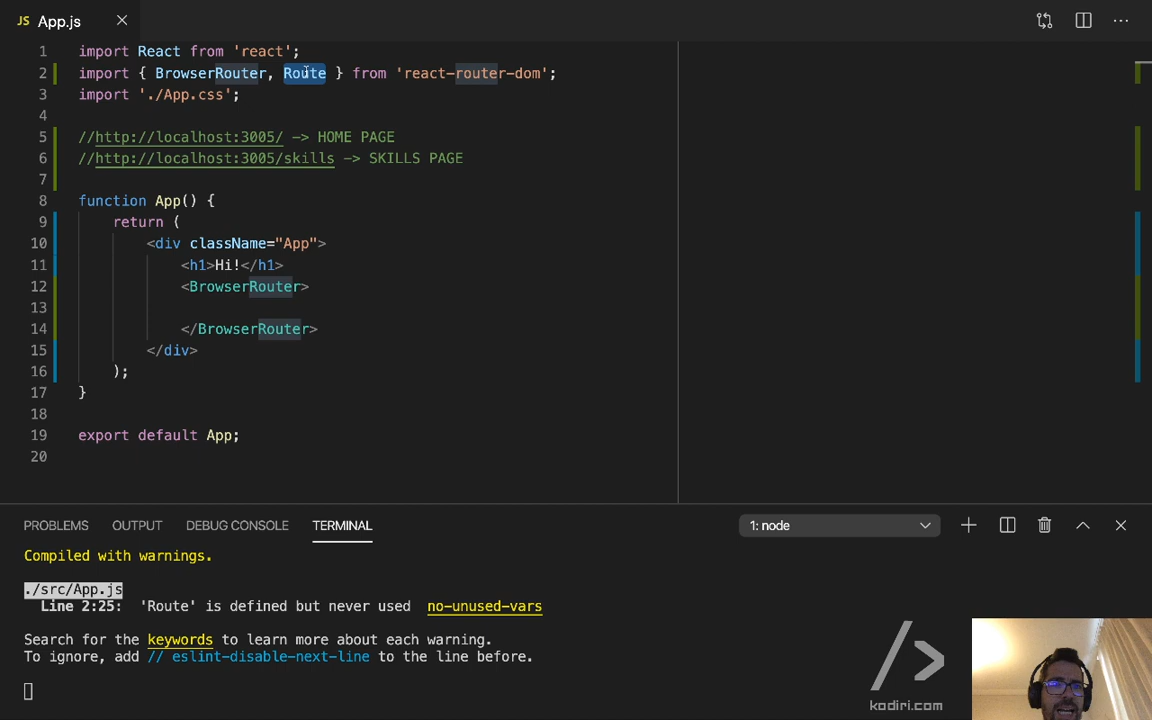 JS App.js
1 import React from 'react';
2 import { BrowserRouter, Route } from 'react-router-dom';
3 import './App.css';
4
5 //http://localhost:3005/ -> HOME PAGE
6 //http://localhost:3005/skills -> SKILLS PAGE
7
8 function App() {
9 return (
10 <div className="App">
11 <h1>Hi!</h1>
12 <BrowserRouter>
13
14 </BrowserRouter>
15 </div>
16 );
17 }
18
19 export default App;
20
PROBLEMS OUTPUT DEBUG CONSOLE TERMINAL 1: node
Compiled with warnings.
./src/App.js
Line 2:25: 'Route' is defined but never used no-unused-vars
Search for the keywords to learn more about each warning.
To ignore, add // eslint-disable-next-line to the line before.
kodiri.com